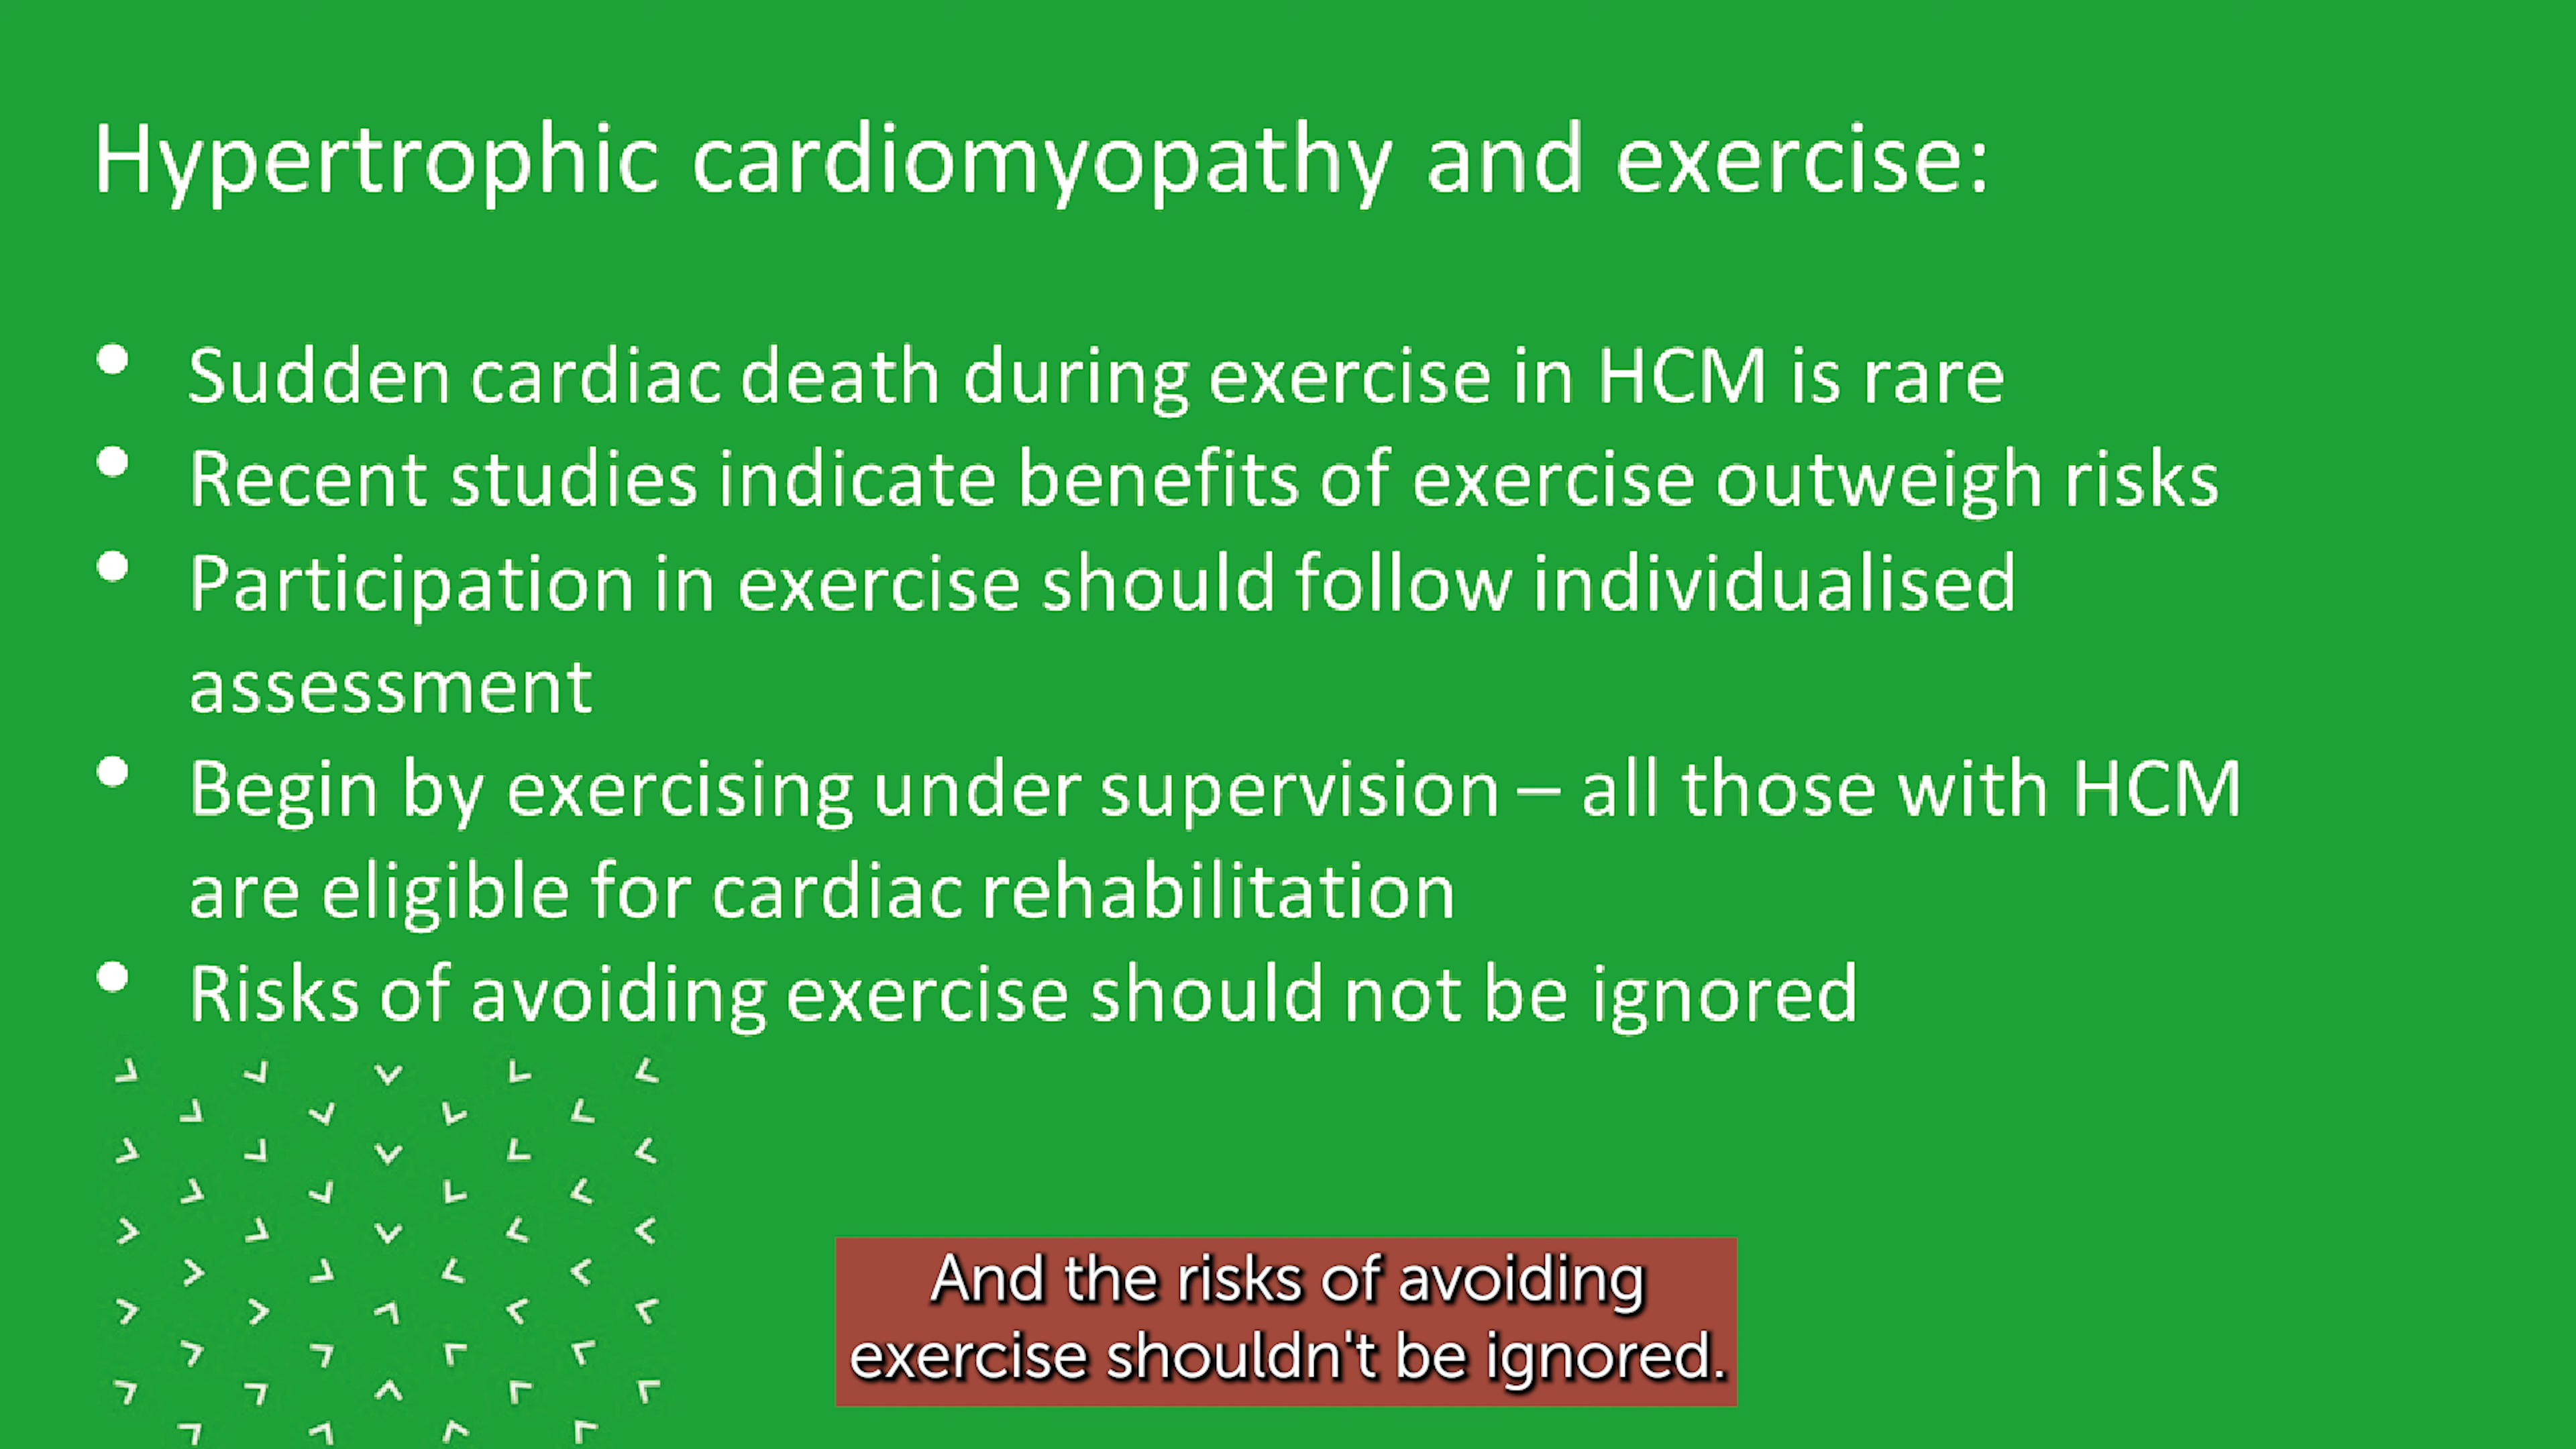 Hypertrophic cardiomyopathy and exercise:
• Sudden cardiac death during exercise in HCM is rare
• Recent studies indicate benefits of exercise outweigh risks
• Participation in exercise should follow individualised
assessment
• Begin by exercising under supervision – all those with HCM
are eligible for cardiac rehabilitation
• Risks of avoiding exercise should not be ignored
And the risks of avoiding
exercise shouldn't be ignored.